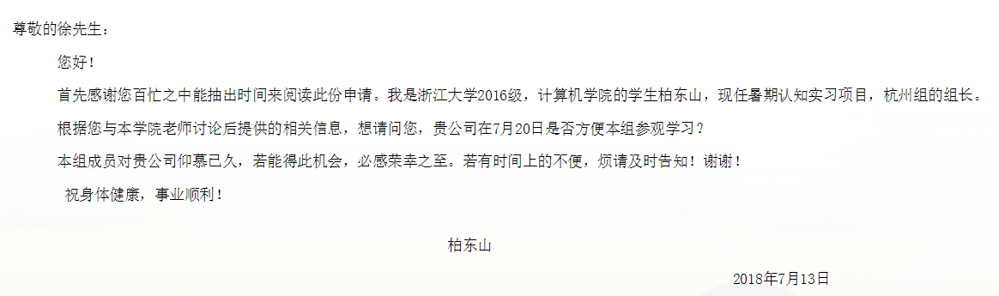 尊敬的徐先生：
您好！
首先感谢您百忙之中能抽出时间来阅读此份申请。我是浙江大学2016级，计算机学院的学生柏东山，现任暑期认知实习项目，杭州组的组长。
根据您与本学院老师讨论后提供的相关信息，想请问您，贵公司在7月20日是否方便本组参观学习？
本组成员对贵公司仰慕已久，若能得此机会，必感荣幸之至。若有时间上的不便，烦请及时告知！谢谢！
祝身体健康，事业顺利！
柏东山
2018年7月13日